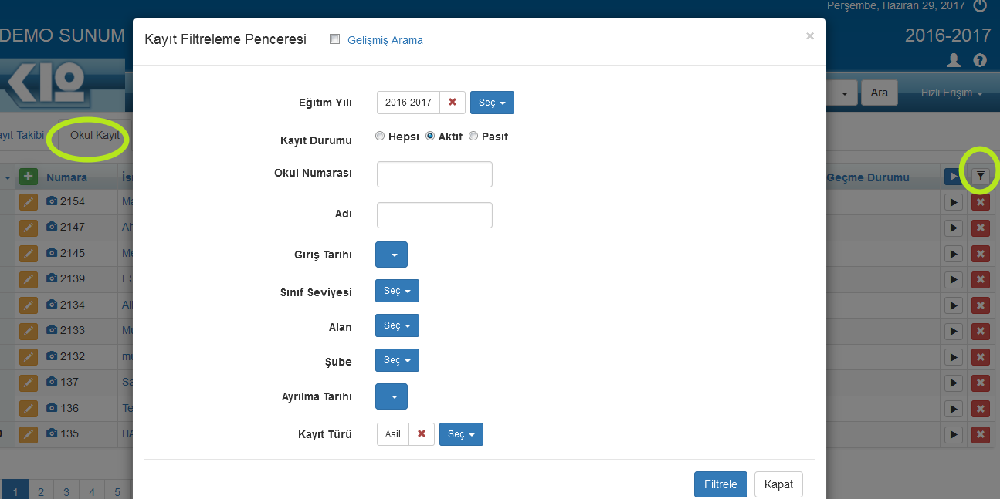 Perşembe, Haziran 29, 2017
DEMO SUNUM
2016-2017
K12
Kayıt Filtreleme Penceresi
Gelişmiş Arama
×
Ara
Hızlı Erişim
ayıt Takibi
Okul Kayıt
Eğitim Yılı
2016-2017
Seç
Kayıt Durumu
Hepsi Aktif Pasif
Okul Numarası
Adı
Giriş Tarihi
Sınıf Seviyesi
Seç
Alan
Seç
Şube
Seç
Ayrılma Tarihi
Kayıt Türü
Asil
Seç
Filtrele
Kapat
Numara
İs
Geçme Durumu
2154 Ma
2147 Ah
2145 Me
2139 ES
2134 Ali
2133 Mu
2132 mu
137 Sa
136 Te
135 HA
1 2 3 4 5